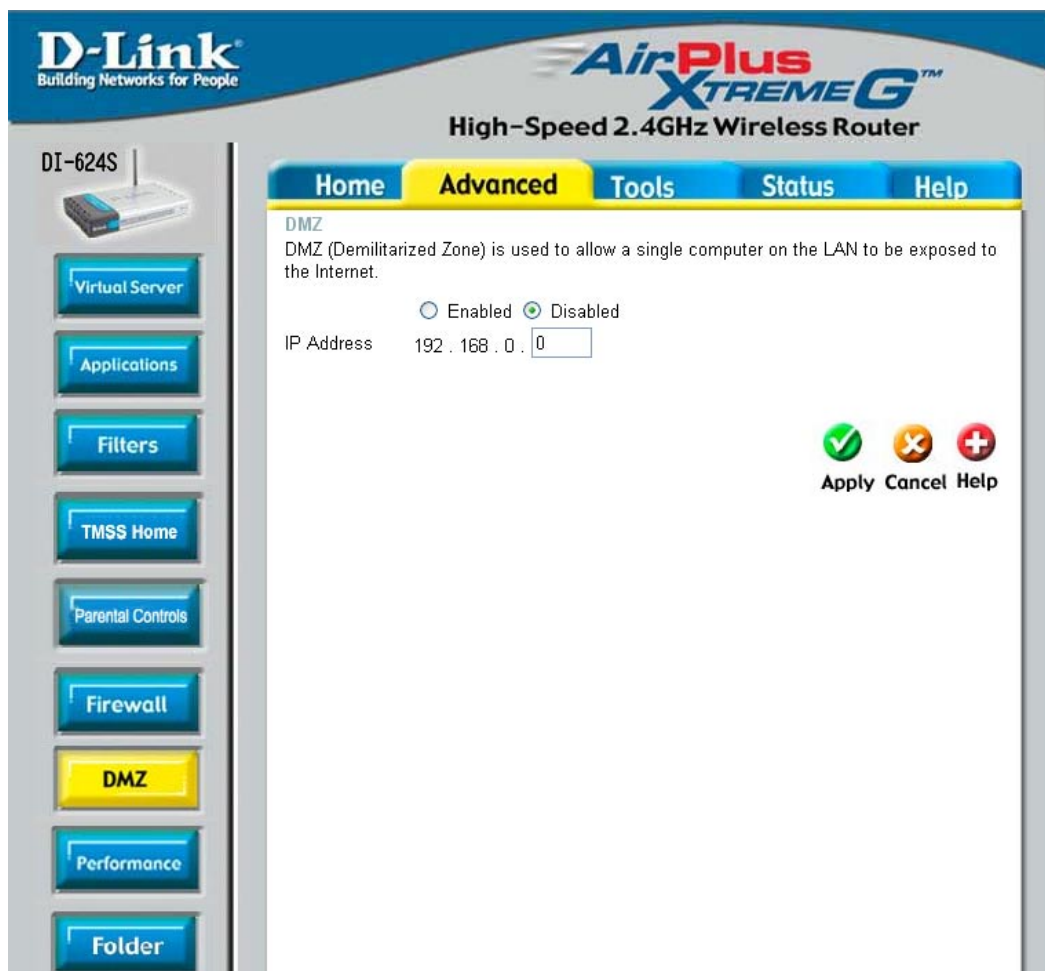 D-Link®
Building Networks for People
AirPlus
XTREME G™
High-Speed 2.4GHz Wireless Router
DI-624S
Home
Advanced
Tools
Status
Help
Virtual Server
Applications
Filters
TMSS Home
Parental Controls
Firewall
DMZ
Performance
Folder
DMZ
DMZ (Demilitarized Zone) is used to allow a single computer on the LAN to be exposed to
the Internet.
Enabled Disabled
IP Address 192 . 168 . 0 . 0
Apply Cancel Help